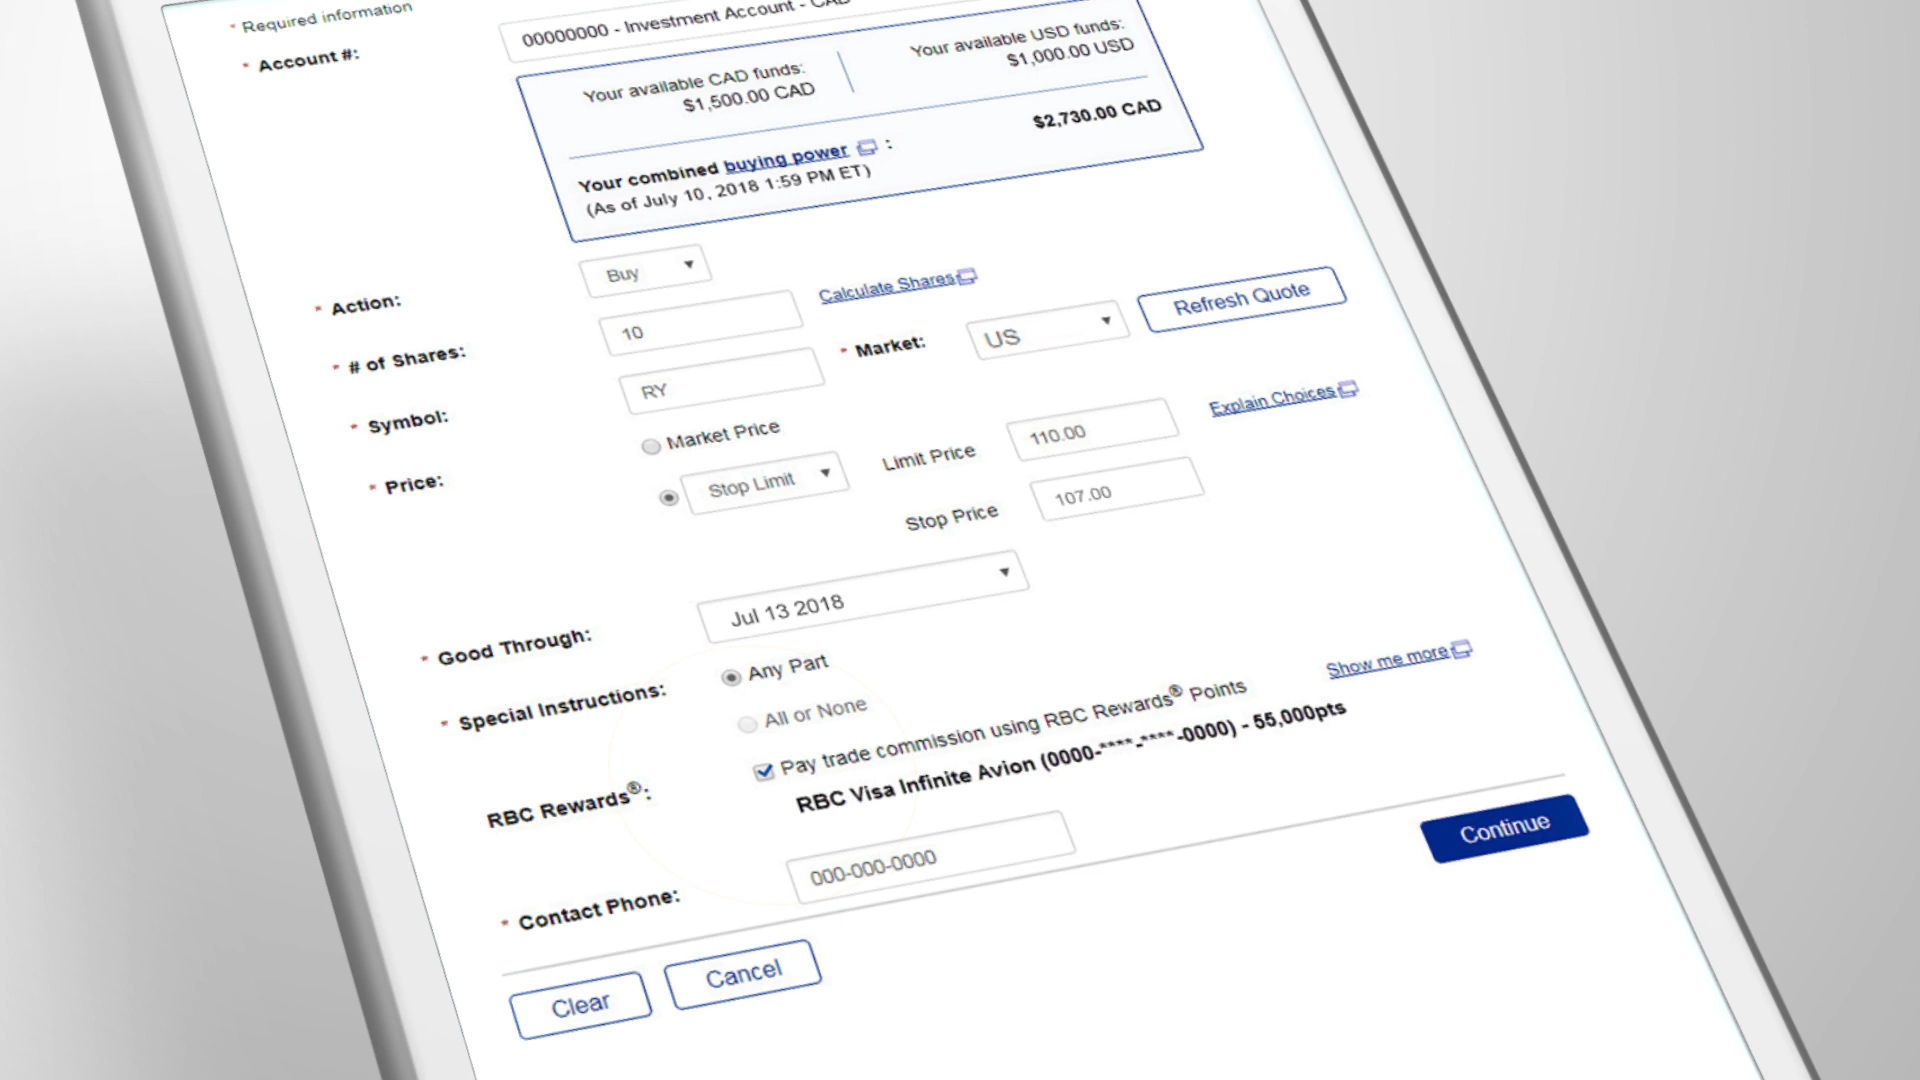 * Required information
* Account #:
00000000 - Investment Account - CAD
Your available CAD funds:
$1,500.00 CAD
Your available USD funds:
$1,000.00 USD
Your combined buying power :
$2,730.00 CAD
(As of July 10, 2018 1:59 PM ET)
* Action:
Buy
* # of Shares:
10
Calculate Shares
* Symbol:
RY
* Market:
US
Refresh Quote
* Price:
Market Price
Stop Limit
Limit Price
110.00
Explain Choices
Stop Price
107.00
* Good Through:
Jul 13 2018
* Special Instructions:
Any Part
All or None
RBC Rewards®:
Pay trade commission using RBC Rewards® Points
Show me more
RBC Visa Infinite Avion (0000-****-****-0000) - 55,000pts
* Contact Phone:
000-000-0000
Continue
Clear
Cancel